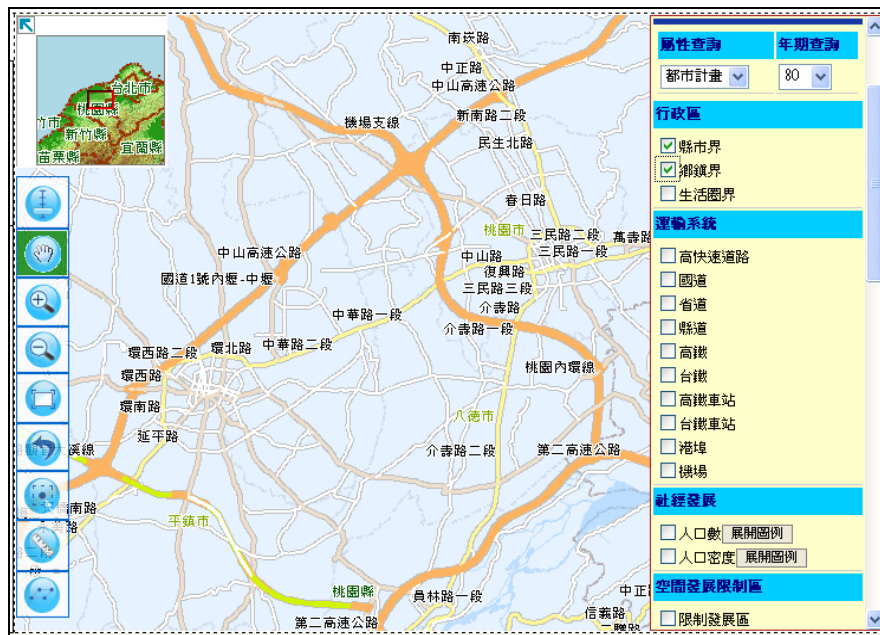 台北市
桃園縣
竹市
新竹縣
宜蘭縣
苗栗縣
南崁路
中正路
中山高速公路
機場支線
新南路二段
民生北路
春日路
桃園市
三民路二段
萬壽路
中山高速公路
中山路
三民路一段
復興路
國道1號內壢-中壢
三民路三段
中華路一段
介壽路
介壽路一段
環西路二段
環北路
中華路二段
環西路
桃園內環線
環南路
八德市
延平路
介壽路二段
第二高速公路
大溪線
南路
平鎮市
路二段
桃園縣
員林路一段
中正
信義路
第二高速公路
屬性查詢
年期查詢
都市計畫
80
行政區
縣市界
鄉鎮界
生活圈界
運輸系統
高快速道路
國道
省道
縣道
高鐵
台鐵
高鐵車站
台鐵車站
港埠
機場
社經發展
人口數 展開圖例
人口密度 展開圖例
空間發展限制區
限制發展區